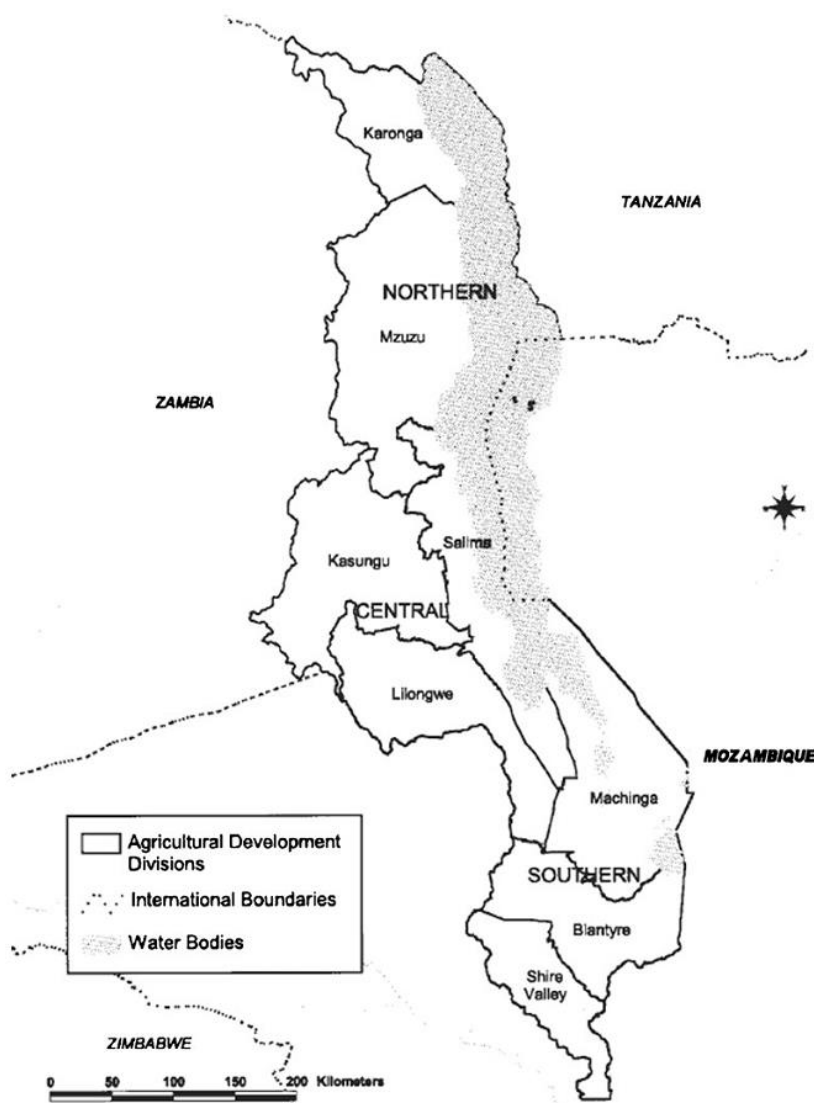 Karonga
TANZANIA
NORTHERN
Mzuzu
ZAMBIA
Salima
Kasungu
CENTRAL
Lilongwe
MOZAMBIQUE
Machinga
Agricultural Development
Divisions
International Boundaries
Water Bodies
SOUTHERN
Blantyre
Shire
Valley
ZIMBABWE
0 50 100 150 200 Kilometers